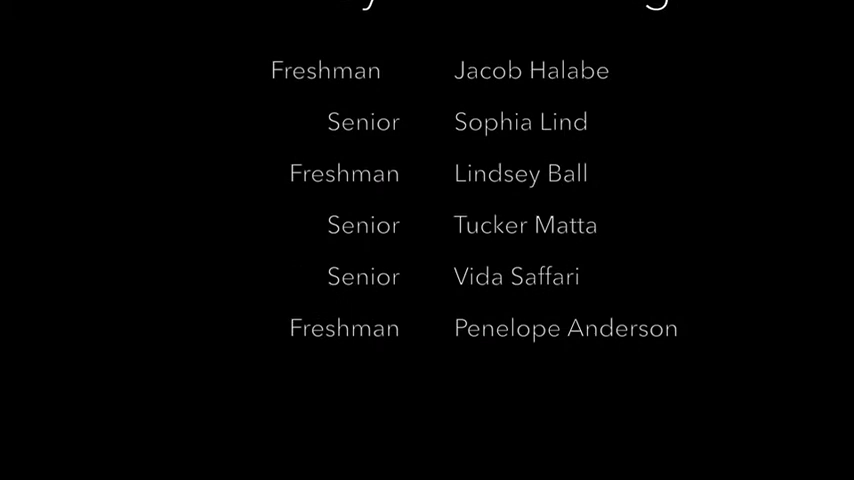 Freshman Jacob Halabe
Senior Sophia Lind
Freshman Lindsey Ball
Senior Tucker Matta
Senior Vida Saffari
Freshman Penelope Anderson